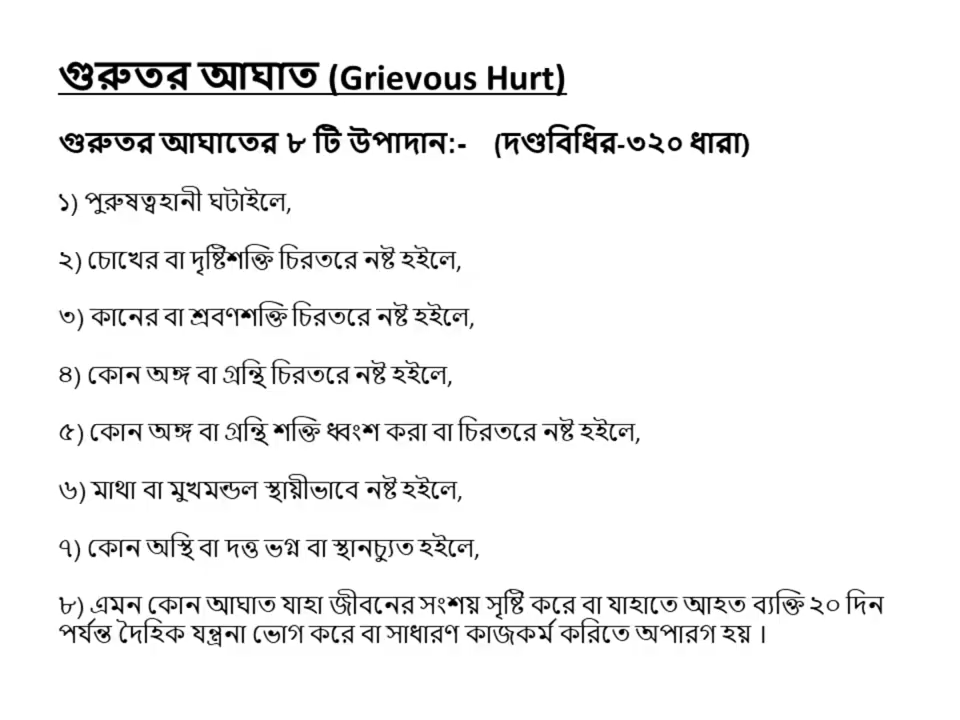 গুরুতর আঘাত (Grievous Hurt)
গুরুতর আঘাতের ৮ টি উপাদান:- (দণ্ডবিধির-৩২০ ধারা)
১) পুরুষত্বহানী ঘটাইলে,
২) চোখের বা দৃষ্টিশক্তি চিরতরে নষ্ট হইলে,
৩) কানের বা শ্রবণশক্তি চিরতরে নষ্ট হইলে,
৪) কোন অঙ্গ বা গ্রন্থি চিরতরে নষ্ট হইলে,
৫) কোন অঙ্গ বা গ্রন্থি শক্তি ধ্বংশ করা বা চিরতরে নষ্ট হইলে,
৬) মাথা বা মুখমন্ডল স্থায়ীভাবে নষ্ট হইলে,
৭) কোন অস্থি বা দন্ত ভগ্ন বা স্থানচ্যুত হইলে,
৮) এমন কোন আঘাত যাহা জীবনের সংশয় সৃষ্টি করে বা যাহাতে আহত ব্যক্তি ২০ দিন
পর্যন্ত দৈহিক যন্ত্রনা ভোগ করে বা সাধারণ কাজকর্ম করিতে অপারগ হয় ।